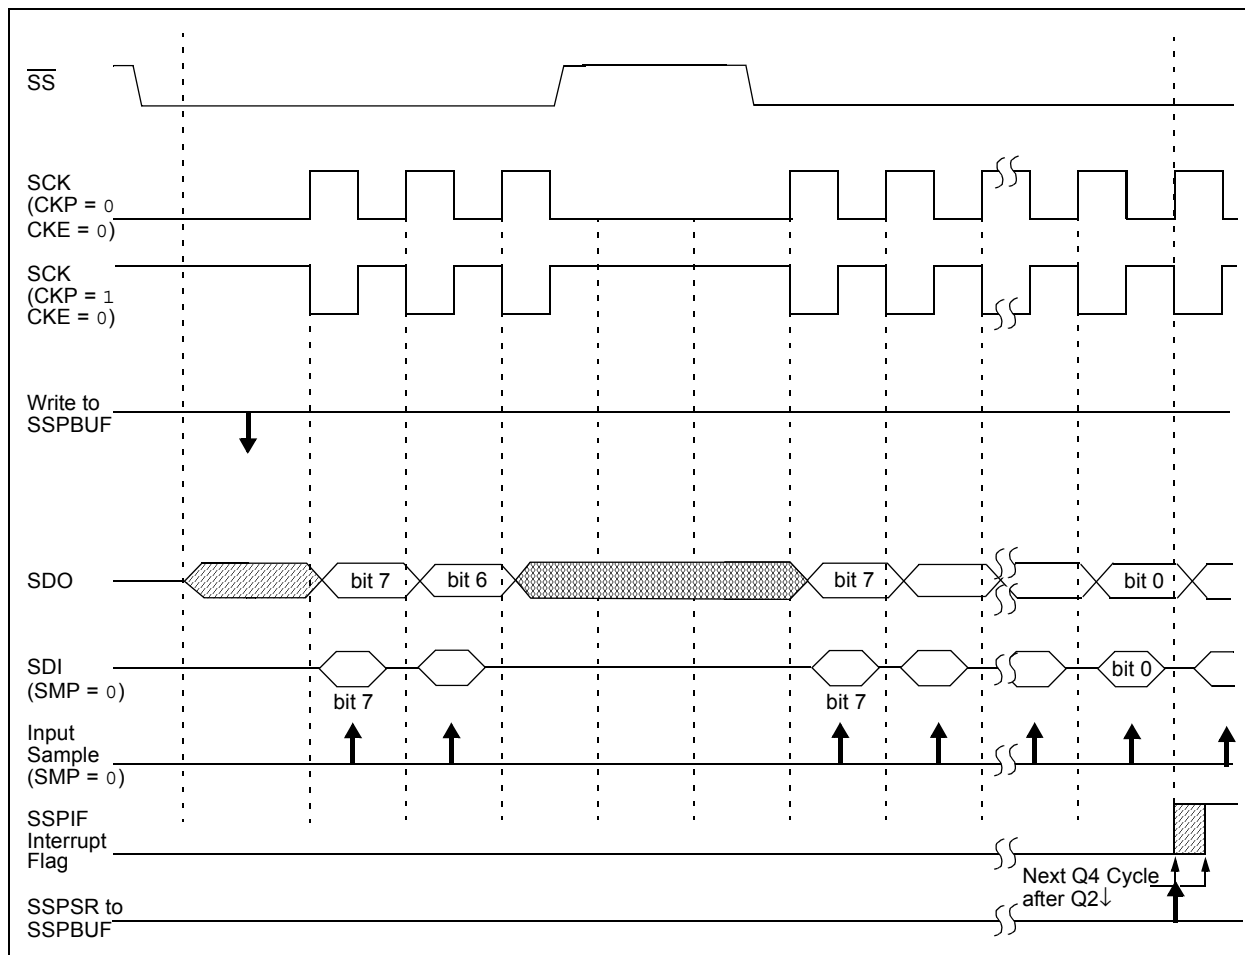 SS
SCK
(CKP = 0
CKE = 0)
SCK
(CKP = 1
CKE = 0)
Write to
SSPBUF
SDO
bit 7
bit 6
bit 7
bit 0
SDI
(SMP = 0)
bit 7
bit 7
bit 0
Input
Sample
(SMP = 0)
SSPIF
Interrupt
Flag
Next Q4 Cycle
after Q2↓
SSPSR to
SSPBUF